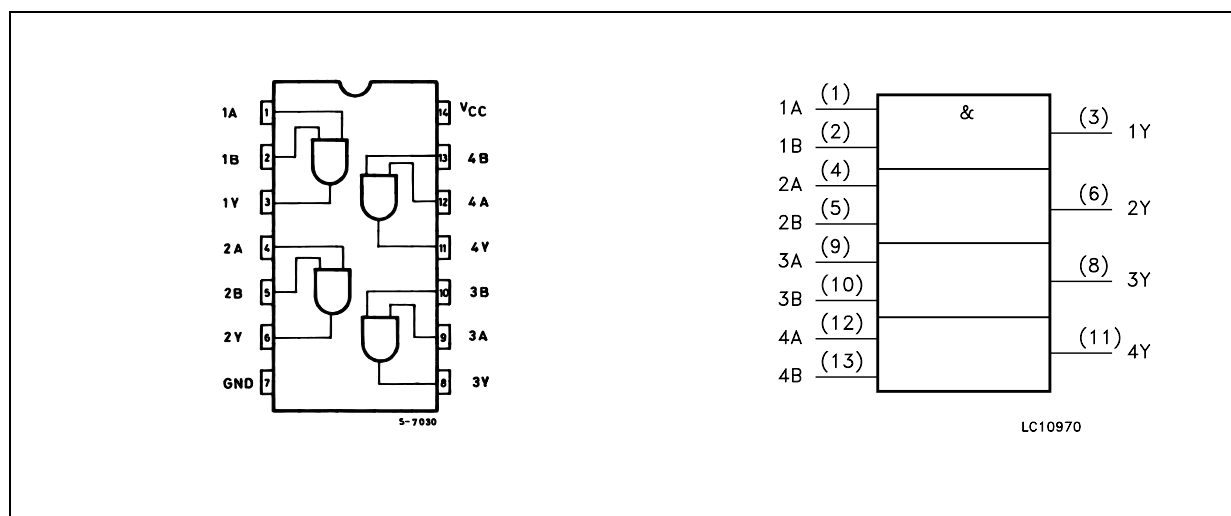 1A 1 14 VCC
1B 2 13 4B
1Y 3 12 4A
2A 4 11 4Y
2B 5 10 3B
2Y 6 9 3A
GND 7 8 3Y
S-7030
&
1A (1)
(3) 1Y
1B (2)
2A (4)
(6) 2Y
2B (5)
3A (9)
(8) 3Y
3B (10)
4A (12)
(11) 4Y
4B (13)
LC10970